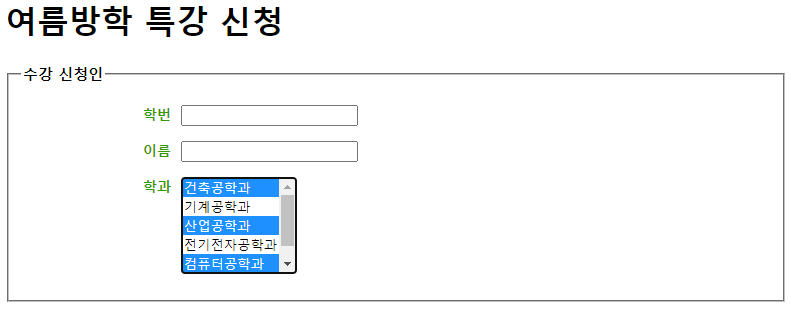 여름방학 특강 신청
수강 신청인
학번
이름
학과
건축공학과
기계공학과
산업공학과
전기전자공학과
컴퓨터공학과